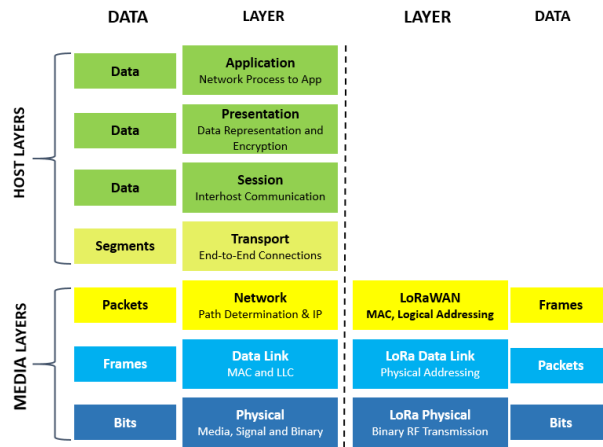 DATA LAYER LAYER DATA
HOST LAYERS
Data
Application
Network Process to App
Data
Presentation
Data Representation and
Encryption
Data
Session
Interhost Communication
Segments
Transport
End-to-End Connections
MEDIA LAYERS
Packets
Network
Path Determination & IP
LoRaWAN
MAC, Logical Addressing
Frames
Frames
Data Link
MAC and LLC
LoRa Data Link
Physical Addressing
Packets
Bits
Physical
Media, Signal and Binary
LoRa Physical
Binary RF Transmission
Bits